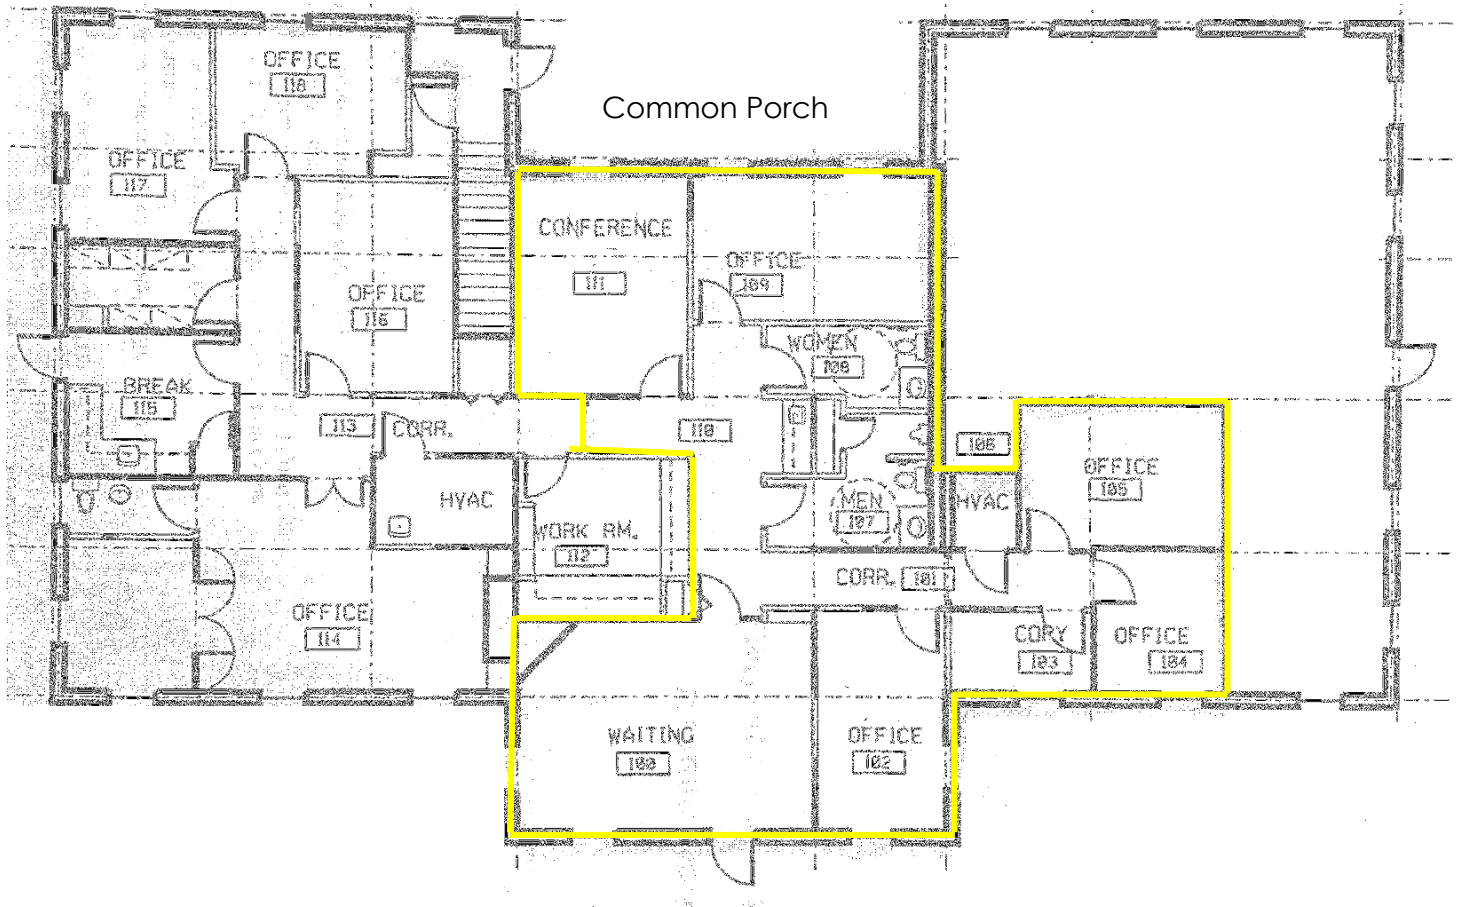 OFFICE
118
Common Porch
OFFICE
117
CONFERENCE
111
OFFICE
109
OFFICE
116
WOMEN
108
BREAK
115
113
CORR.
110
106
OFFICE
105
HVAC
HVAC
MEN
107
WORK RM.
112
CORR. 101
OFFICE
114
COPY
103
OFFICE
104
WAITING
100
OFFICE
102